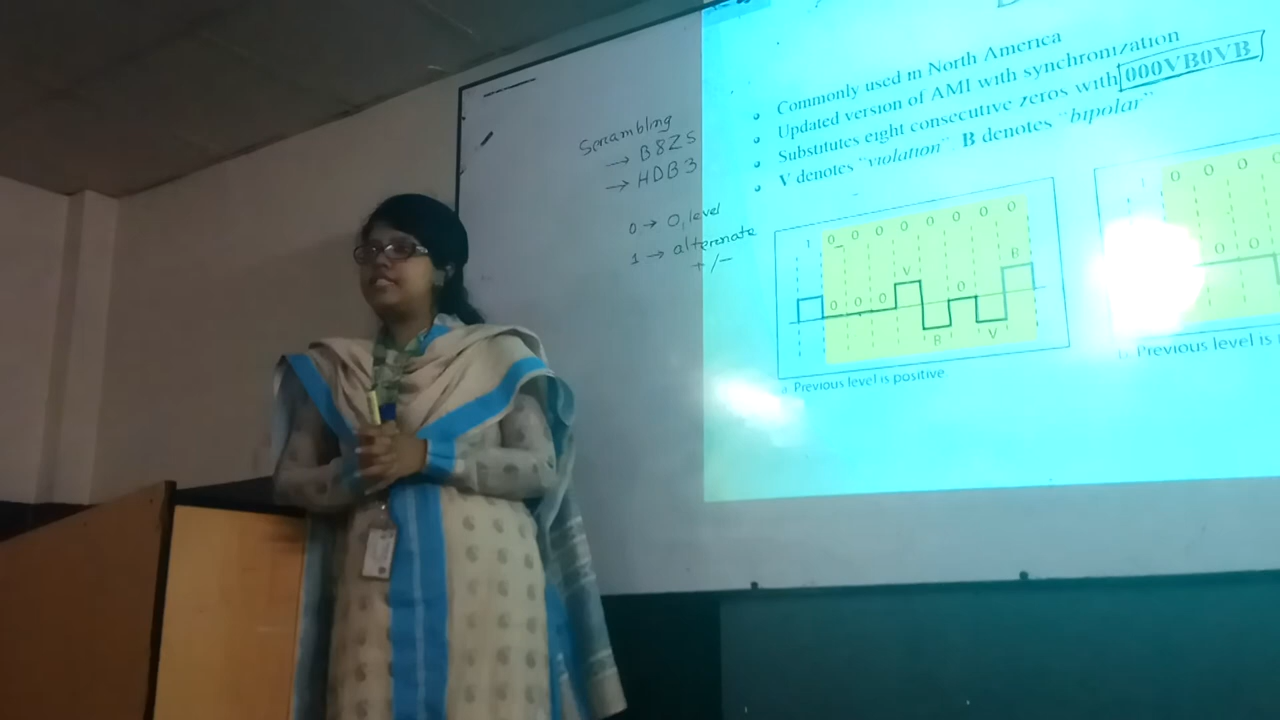 Scrambling
→ B8ZS
→ HDB3
0 → 0, level
1 → alternate
+ / −
Commonly used in North America
Updated version of AMI with synchronization
Substitutes eight consecutive zeros with 000VB0VB
V denotes "violation". B denotes "bipolar"
1 0 0 0 0 0 0 0 0
0 0 0 V B 0 V B
a. Previous level is positive.
1 0 0 0 0
0 0
b. Previous level is